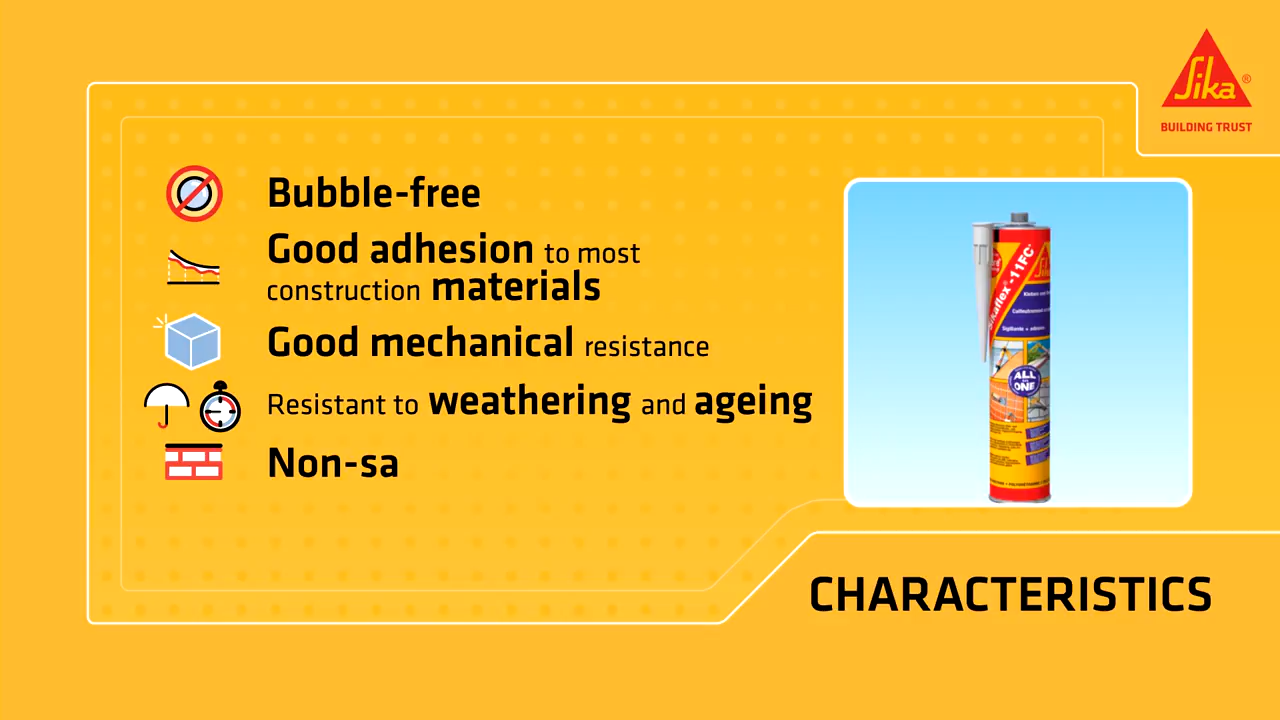 Sika®
BUILDING TRUST
Bubble-free
Good adhesion to most
construction materials
Good mechanical resistance
Resistant to weathering and ageing
Non-sa
Sika
Sikaflex®-11FC+
ALL
ONE
CHARACTERISTICS